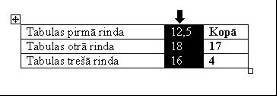 Tabulas pirmā rinda 12,5 Kopā
Tabulas otrā rinda 18 17
Tabulas trešā rinda 16 4